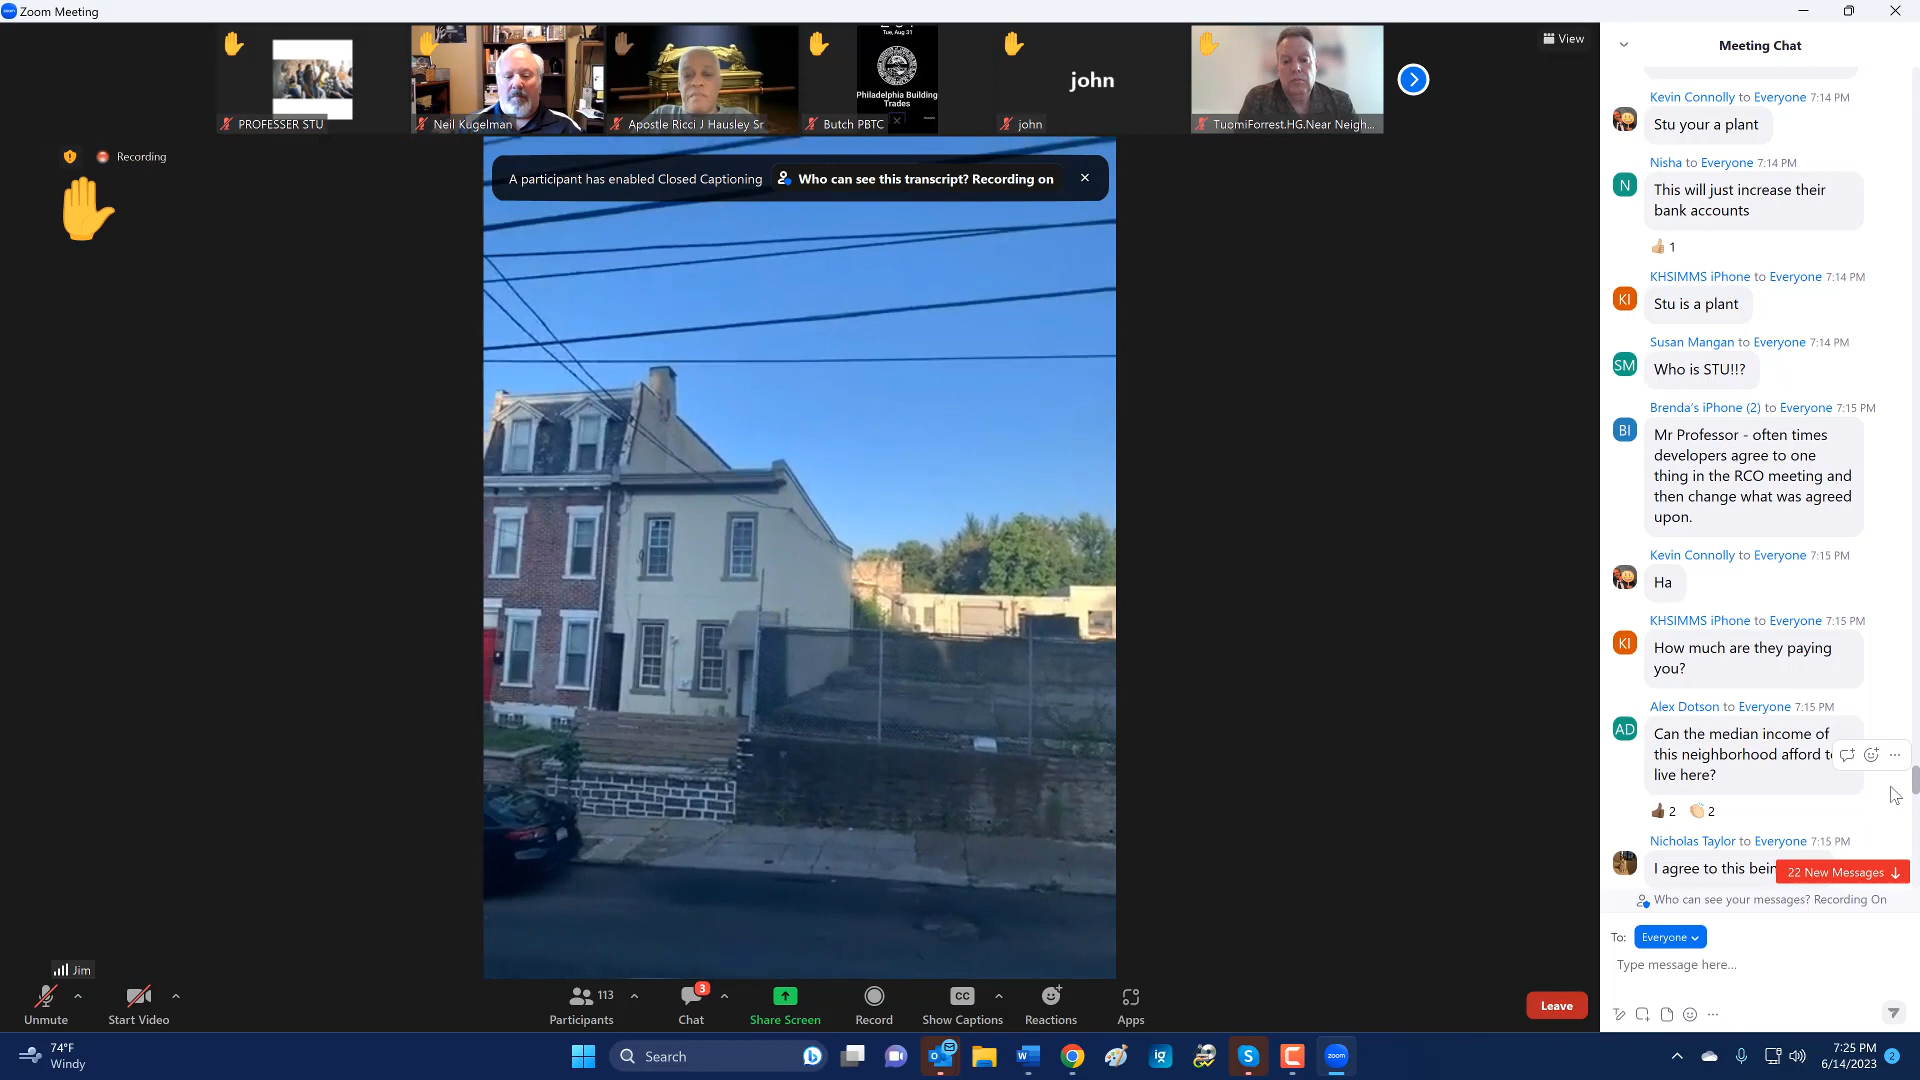 Zoom Meeting
Tue, Aug 31
Philadelphia Building
Trades
john
PROFESSER STU
Neil Kugelman
Apostle Ricci J Hausley Sr
Butch PBTC
john
TuomiForrest.HG.Near Neigh...
View
Recording
A participant has enabled Closed Captioning
Who can see this transcript? Recording on
Meeting Chat
Kevin Connolly to Everyone 7:14 PM
Stu your a plant
Nisha to Everyone 7:14 PM
N
This will just increase their
bank accounts
1
KHSIMMS iPhone to Everyone 7:14 PM
KI
Stu is a plant
Susan Mangan to Everyone 7:14 PM
SM
Who is STU!!?
Brenda's iPhone (2) to Everyone 7:15 PM
BI
Mr Professor - often times
developers agree to one
thing in the RCO meeting and
then change what was agreed
upon.
Kevin Connolly to Everyone 7:15 PM
Ha
KHSIMMS iPhone to Everyone 7:15 PM
KI
How much are they paying
you?
Alex Dotson to Everyone 7:15 PM
AD
Can the median income of
this neighborhood afford t
live here?
2 2
Nicholas Taylor to Everyone 7:15 PM
I agree to this bein
22 New Messages
Who can see your messages? Recording On
To: Everyone
Type message here...
Jim
Unmute
Start Video
113
Participants
3
Chat
Share Screen
Record
CC
Show Captions
Reactions
Apps
Leave
74°F
Windy
Search
7:25 PM
6/14/2023
2